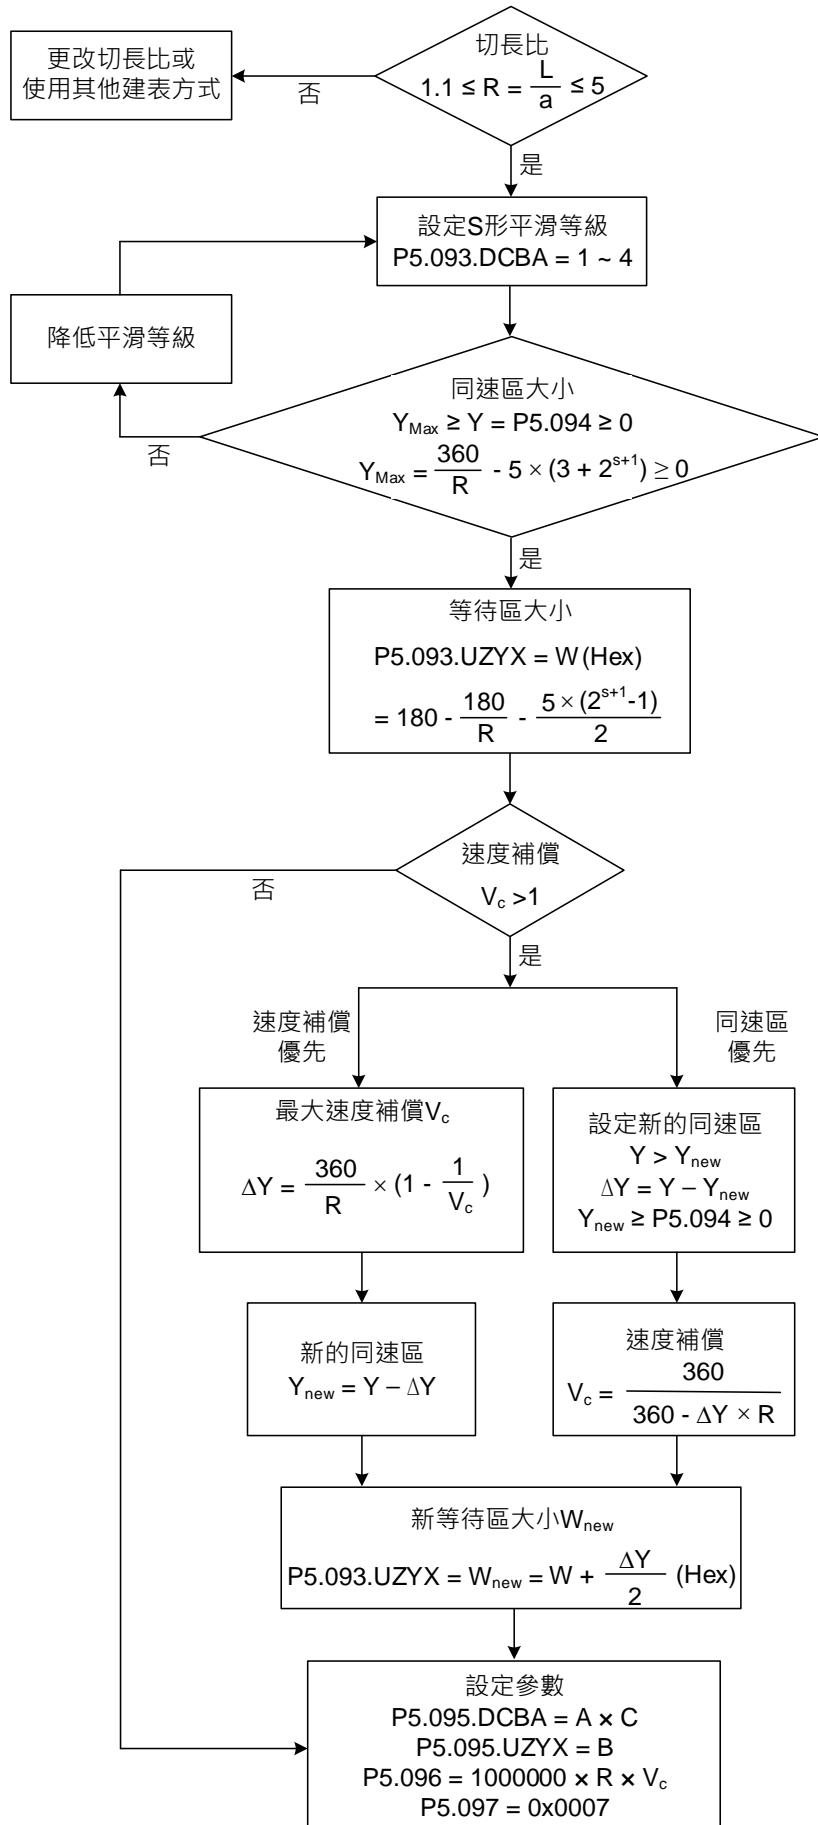 切長比
1.1 ≤ R = L/a ≤ 5
更改切長比或
使用其他建表方式
否
是
設定S形平滑等級
P5.093.DCBA = 1 ~ 4
降低平滑等級
同速區大小
Y_Max ≥ Y = P5.094 ≥ 0
Y_Max = 360/R - 5 × (3 + 2^(s+1)) ≥ 0
否
是
等待區大小
P5.093.UZYX = W (Hex)
= 180 - 180/R - 5 × (2^(s+1)-1)/2
速度補償
V_c >1
否
是
速度補償
優先
同速區
優先
最大速度補償V_c
ΔY = 360/R × (1 - 1/V_c)
設定新的同速區
Y > Y_new
ΔY = Y – Y_new
Y_new ≥ P5.094 ≥ 0
新的同速區
Y_new = Y – ΔY
速度補償
V_c = 360/(360 - ΔY × R)
新等待區大小W_new
P5.093.UZYX = W_new = W + ΔY/2 (Hex)
設定參數
P5.095.DCBA = A × C
P5.095.UZYX = B
P5.096 = 1000000 × R × V_c
P5.097 = 0x0007